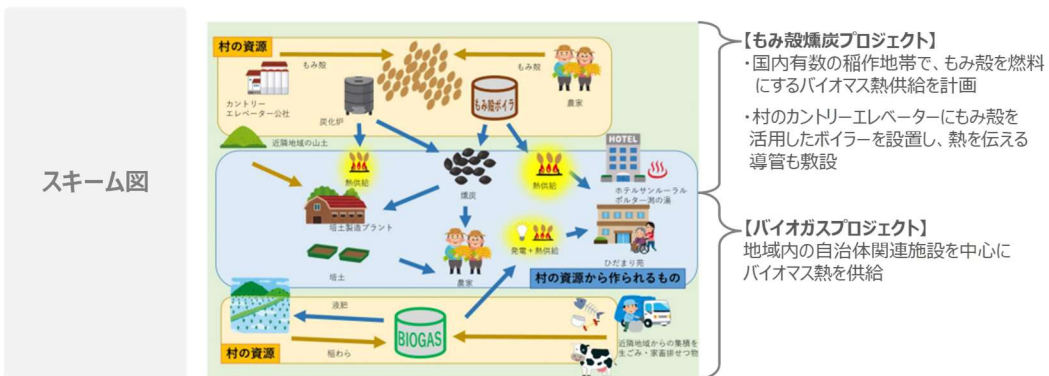 スキーム図
村の資源
もみ殻
もみ殻
カントリー
エレベーター公社
炭化炉
もみ殻ボイラ
農家
近隣地域の山土
熱供給
燻炭
熱供給
HOTEL
ホテルサンルーラル
ポルダー潟の湯
培土製造プラント
発電+熱供給
ひだまり苑
培土
農家
村の資源から作られるもの
液肥
BIOGAS
稲わら
村の資源
近隣地域からの集積を
生ごみ・家畜排せつ物
【もみ殻燻炭プロジェクト】
・国内有数の稲作地帯で、もみ殻を燃料
にするバイオマス熱供給を計画
・村のカントリーエレベーターにもみ殻を
活用したボイラーを設置し、熱を伝える
導管も敷設
【バイオガスプロジェクト】
地域内の自治体関連施設を中心に
バイオマス熱を供給